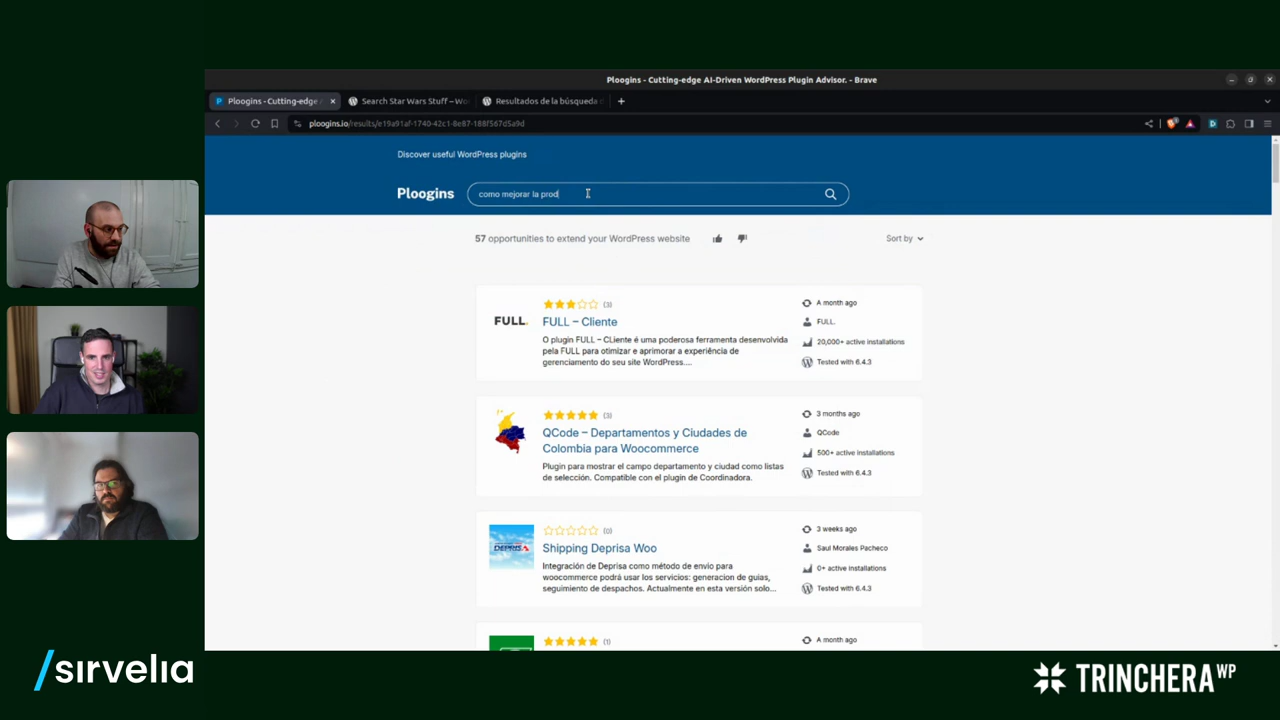 Ploogins - Cutting-edge AI-Driven WordPress Plugin Advisor. - Brave
Ploogins - Cutting-edge
Search Star Wars Stuff – Wo
Resultados de la búsqueda
ploogins.io/results/e19a91af-1740-42c1-8e87-188f567d5a9d
Discover useful WordPress plugins
Ploogins
como mejorar la prod
57 opportunities to extend your WordPress website
Sort by
(3)
A month ago
FULL.
FULL – Cliente
FULL.
O plugin FULL – CLiente é uma poderosa ferramenta desenvolvida
pela FULL para otimizar e aprimorar a experiência de
gerenciamento do seu site WordPress....
20,000+ active installations
Tested with 6.4.3
(3)
3 months ago
QCode – Departamentos y Ciudades de
Colombia para Woocommerce
QCode
Plugin para mostrar el campo departamento y ciudad como listas
de selección. Compatible con el plugin de Coordinadora.
500+ active installations
Tested with 6.4.3
(0)
3 weeks ago
DEPRISA
Shipping Deprisa Woo
Saul Morales Pacheco
Integración de Deprisa como método de envio para
woocommerce podrá usar los servicios: generacion de guías,
seguimiento de despachos. Actualmente en esta versión solo...
0+ active installations
Tested with 6.4.3
(1)
A month ago
/sırvelıa
TRINCHERA WP